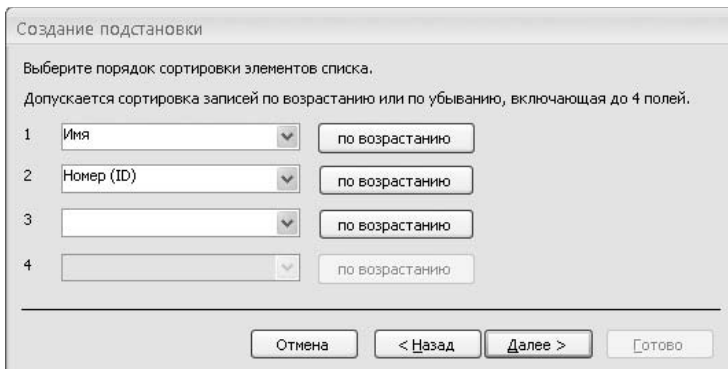 Создание подстановки
Выберите порядок сортировки элементов списка.
Допускается сортировка записей по возрастанию или по убыванию, включающая до 4 полей.
1 Имя по возрастанию
2 Номер (ID) по возрастанию
3 по возрастанию
4 по возрастанию
Отмена < Назад Далее > Готово